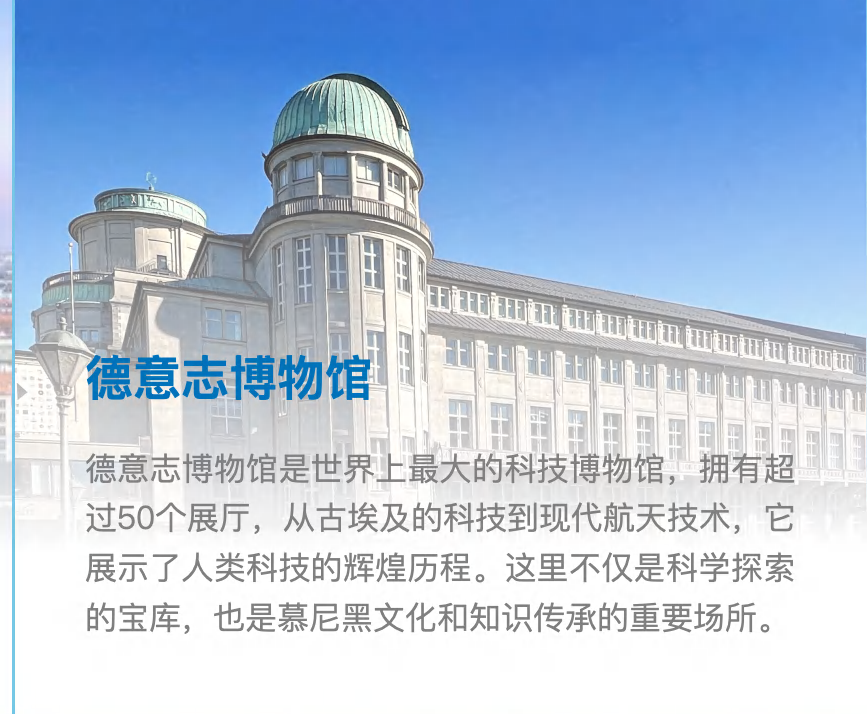 德意志博物馆
德意志博物馆是世界上最大的科技博物馆，拥有超
过50个展厅，从古埃及的科技到现代航天技术，它
展示了人类科技的辉煌历程。这里不仅是科学探索
的宝库，也是慕尼黑文化和知识传承的重要场所。